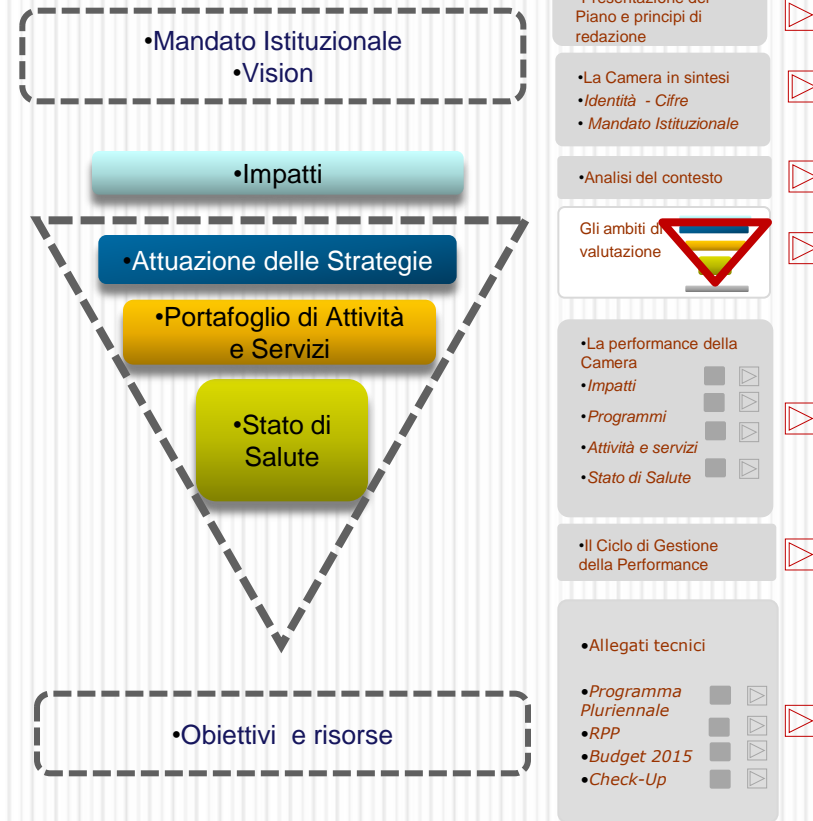 •Mandato Istituzionale
•Vision
•Impatti
•Attuazione delle Strategie
•Portafoglio di Attività
e Servizi
•Stato di
Salute
•Obiettivi e risorse
Piano e principi di
redazione
•La Camera in sintesi
•Identità - Cifre
• Mandato Istituzionale
•Analisi del contesto
Gli ambiti di
valutazione
•La performance della
Camera
•Impatti
•Programmi
•Attività e servizi
•Stato di Salute
•Il Ciclo di Gestione
della Performance
•Allegati tecnici
•Programma
Pluriennale
•RPP
•Budget 2015
•Check-Up